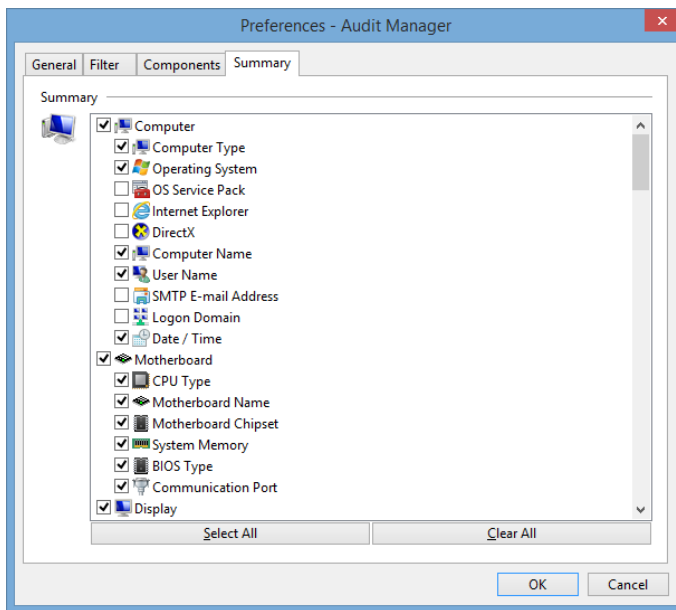 Preferences - Audit Manager
General Filter Components Summary
Summary
Computer
Computer Type
Operating System
OS Service Pack
Internet Explorer
DirectX
Computer Name
User Name
SMTP E-mail Address
Logon Domain
Date / Time
Motherboard
CPU Type
Motherboard Name
Motherboard Chipset
System Memory
BIOS Type
Communication Port
Display
Select All Clear All
OK Cancel